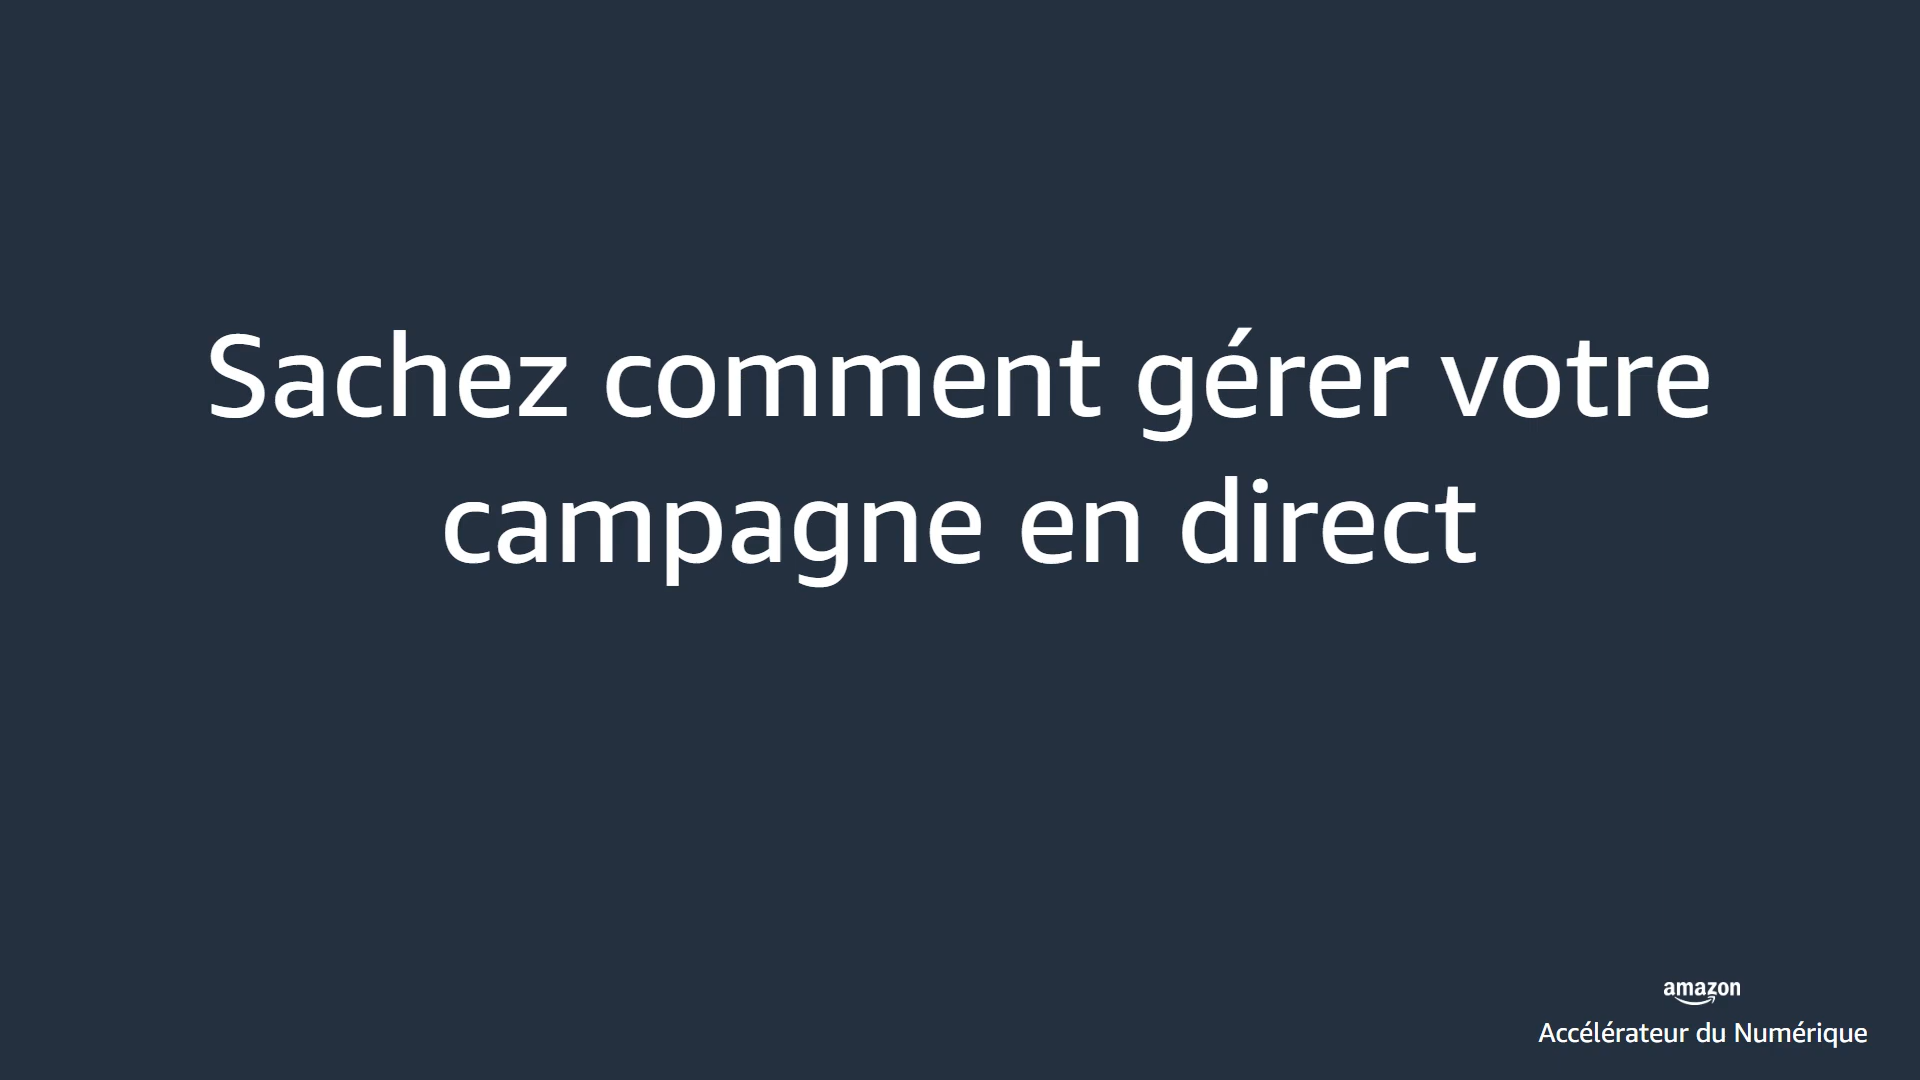 Sachez comment gérer votre
campagne en direct
amazon
Accélérateur du Numérique